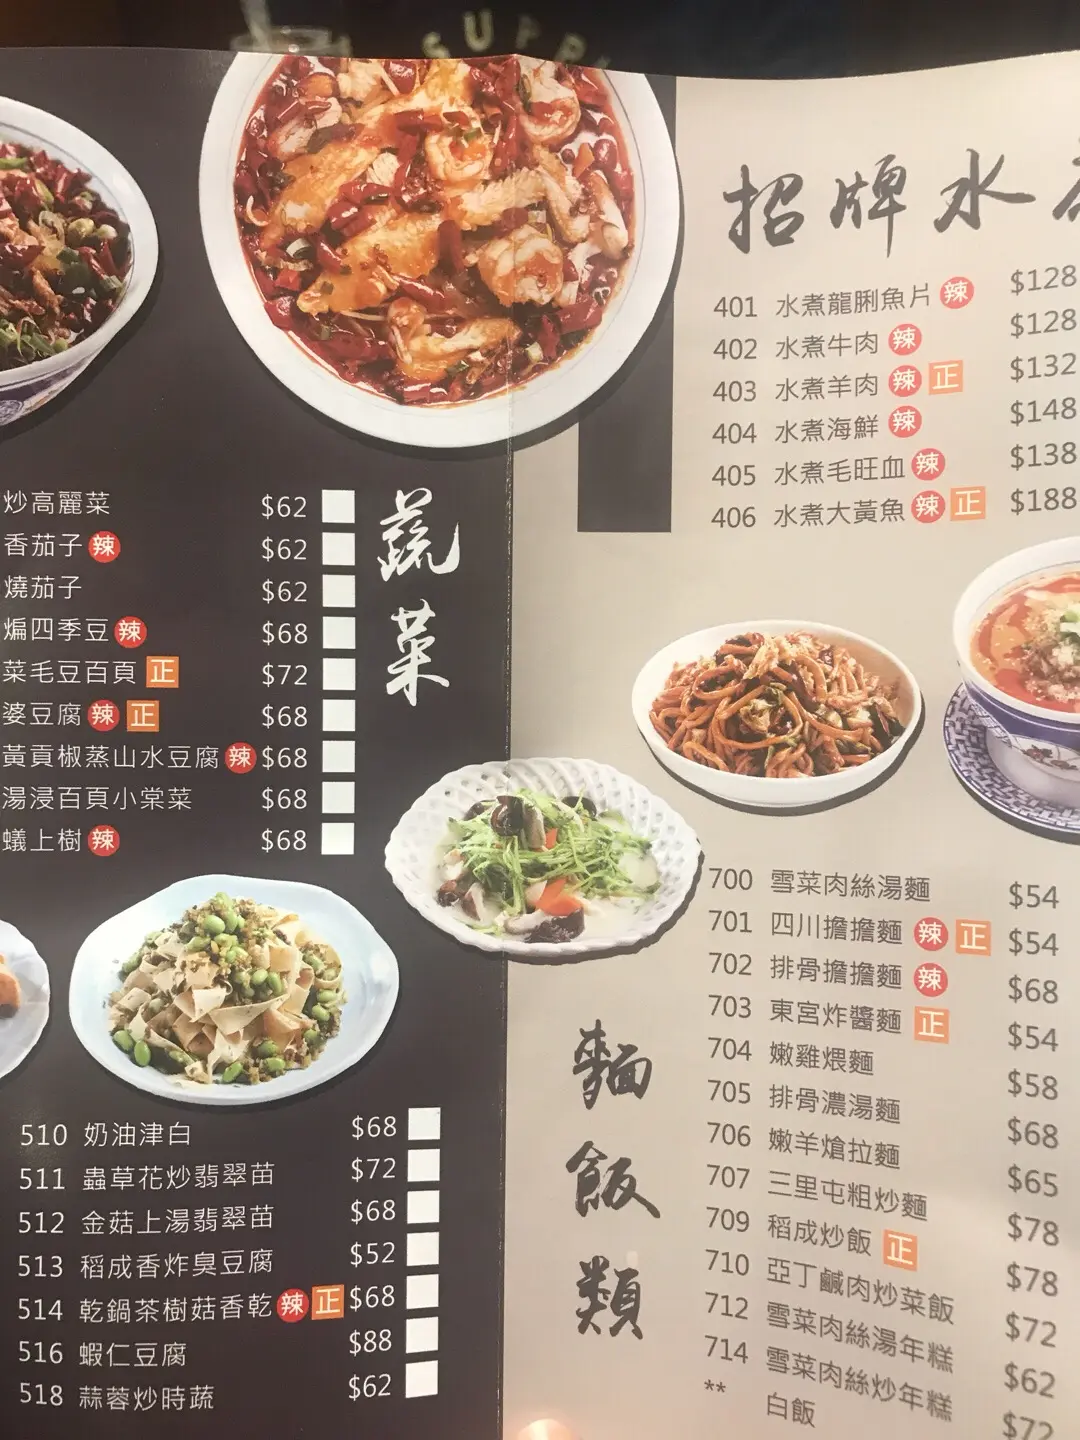 SUPP
招牌水
401 水煮龍脷魚片 辣 $128
402 水煮牛肉 辣 $128
403 水煮羊肉 辣 正 $132
404 水煮海鮮 辣 $148
405 水煮毛旺血 辣 $138
406 水煮大黃魚 辣 正 $188
蔬菜
炒高麗菜 $62
香茄子 辣 $62
燒茄子 $62
煸四季豆 辣 $68
菜毛豆百頁 正 $72
婆豆腐 辣 正 $68
黃貢椒蒸山水豆腐 辣 $68
湯浸百頁小棠菜 $68
蟻上樹 辣 $68
510 奶油津白 $68
511 蟲草花炒翡翠苗 $72
512 金菇上湯翡翠苗 $68
513 稻成香炸臭豆腐 $52
514 乾鍋茶樹菇香乾 辣 正 $68
516 蝦仁豆腐 $88
518 蒜蓉炒時蔬 $62
麵飯類
700 雪菜肉絲湯麵 $54
701 四川擔擔麵 辣 正 $54
702 排骨擔擔麵 辣 $68
703 東宮炸醬麵 正 $54
704 嫩雞煨麵 $58
705 排骨濃湯麵 $68
706 嫩羊熗拉麵 $65
707 三里屯粗炒麵 $78
709 稻成炒飯 正 $78
710 亞丁鹹肉炒菜飯 $72
712 雪菜肉絲湯年糕 $62
714 雪菜肉絲炒年糕 $72
** 白飯